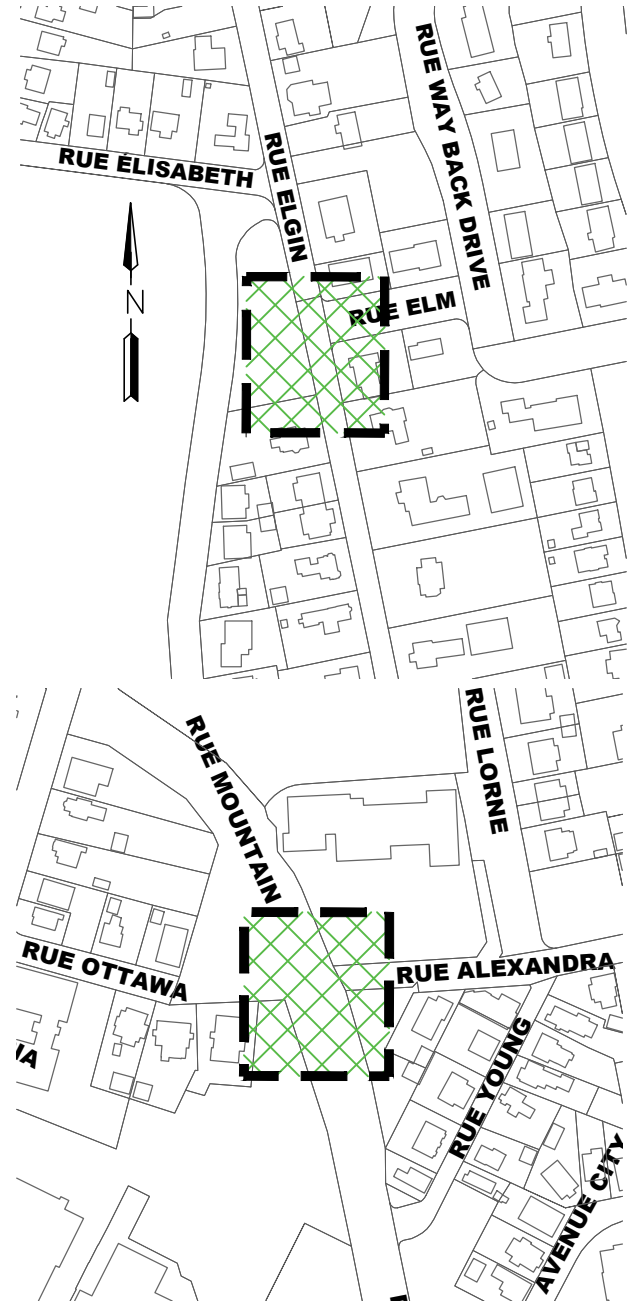 RUE WAY BACK DRIVE
RUE ÉLISABETH
RUE ELGIN
N
RUE ELM
RUE MOUNTAIN
RUE LORNE
RUE OTTAWA
RUE ALEXANDRA
RUE YOUNG
AVENUE CITY